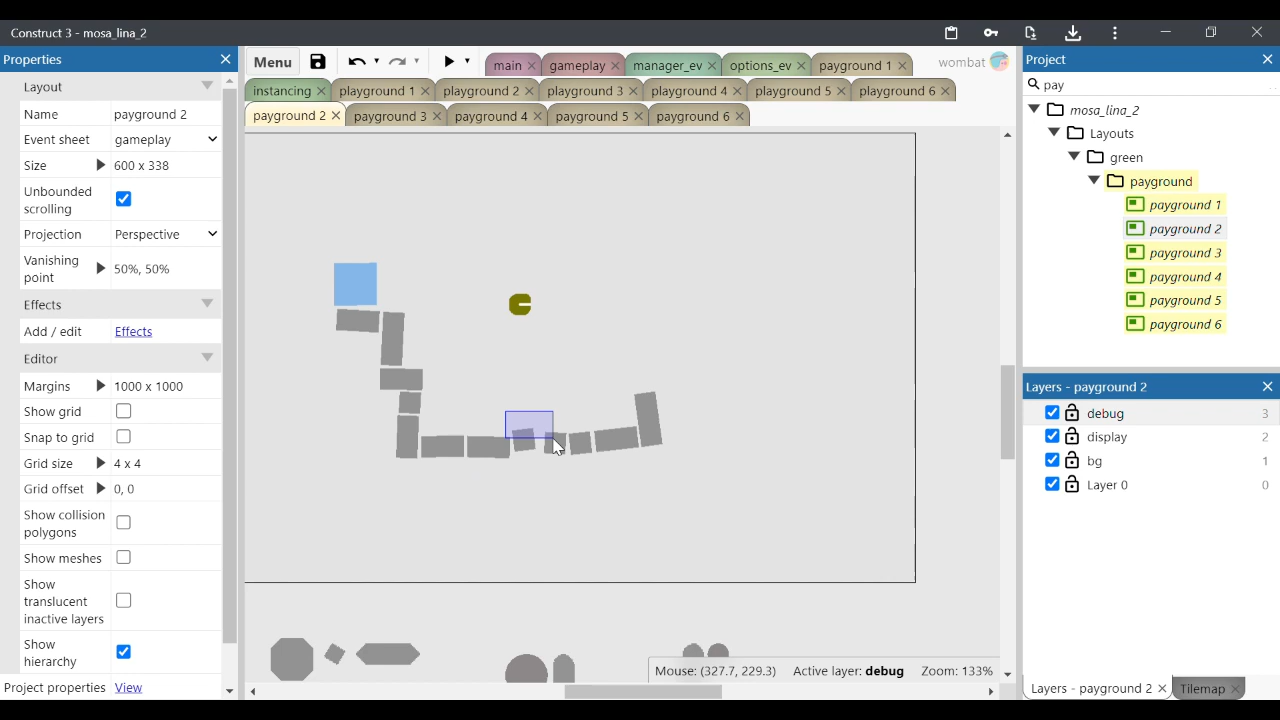 Construct 3 - mosa_lina_2
Properties
Menu
main
gameplay
manager_ev
options_ev
payground 1
wombat
instancing
playground 1
playground 2
playground 3
playground 4
playground 5
playground 6
payground 2
payground 3
payground 4
payground 5
payground 6
Layout
Name payground 2
Event sheet gameplay
Size 600 x 338
Unbounded
scrolling
Projection Perspective
Vanishing
point 50%, 50%
Effects
Add / edit Effects
Editor
Margins 1000 x 1000
Show grid
Snap to grid
Grid size 4 x 4
Grid offset 0, 0
Show collision
polygons
Show meshes
Show
translucent
inactive layers
Show
hierarchy
Project properties View
Mouse: (327.7, 229.3) Active layer: debug Zoom: 133%
Project
pay
mosa_lina_2
Layouts
green
payground
payground 1
payground 2
payground 3
payground 4
payground 5
payground 6
Layers - payground 2
debug 3
display 2
bg 1
Layer 0 0
Layers - payground 2
Tilemap